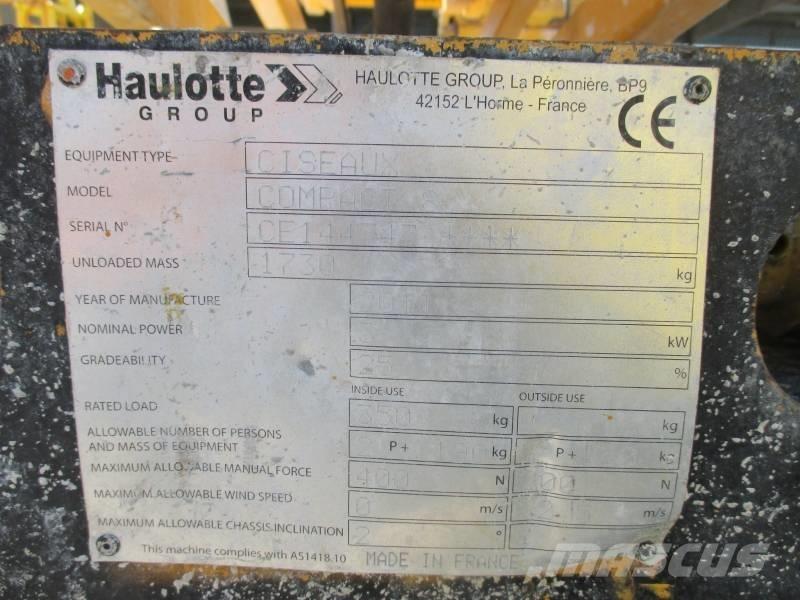 Haulotte
GROUP
HAULOTTE GROUP, La Péronnière, BP9
42152 L'Horme - France
CE
EQUIPMENT TYPE CISEAUX
MODEL COMPACT 8
SERIAL N°
UNLOADED MASS 1730 kg
YEAR OF MANUFACTURE
NOMINAL POWER kW
GRADEABILITY 25 %
INSIDE USE OUTSIDE USE
RATED LOAD 350 kg kg
ALLOWABLE NUMBER OF PERSONS
AND MASS OF EQUIPMENT P + kg P + kg
MAXIMUM ALLOWABLE MANUAL FORCE 400 N N
MAXIMUM ALLOWABLE WIND SPEED 0 m/s m/s
MAXIMUM ALLOWABLE CHASSIS INCLINATION 2 °
This machine complies with A51418.10 MADE IN FRANCE
MASCUS